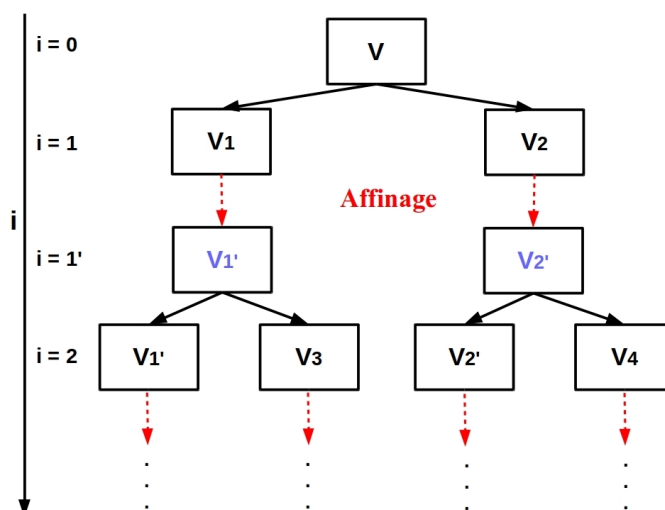 i = 0
V
i = 1
V1
V2
Affinage
i
i = 1'
V1'
V2'
i = 2
V1'
V3
V2'
V4